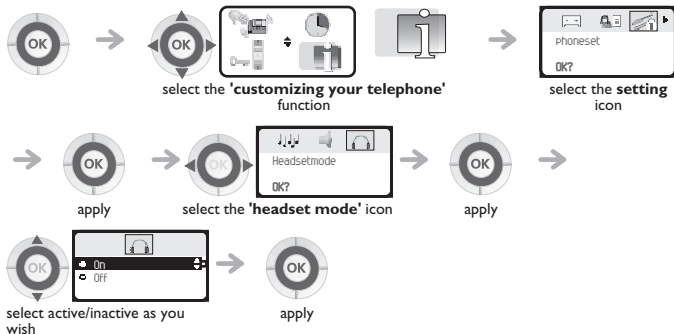 OK
OK
phoneset
OK?
select the 'customizing your telephone'
function
select the setting
icon
OK
OK
Headsetmode
OK?
OK
apply
select the 'headset mode' icon
apply
OK
On
Off
OK
select active/inactive as you
wish
apply